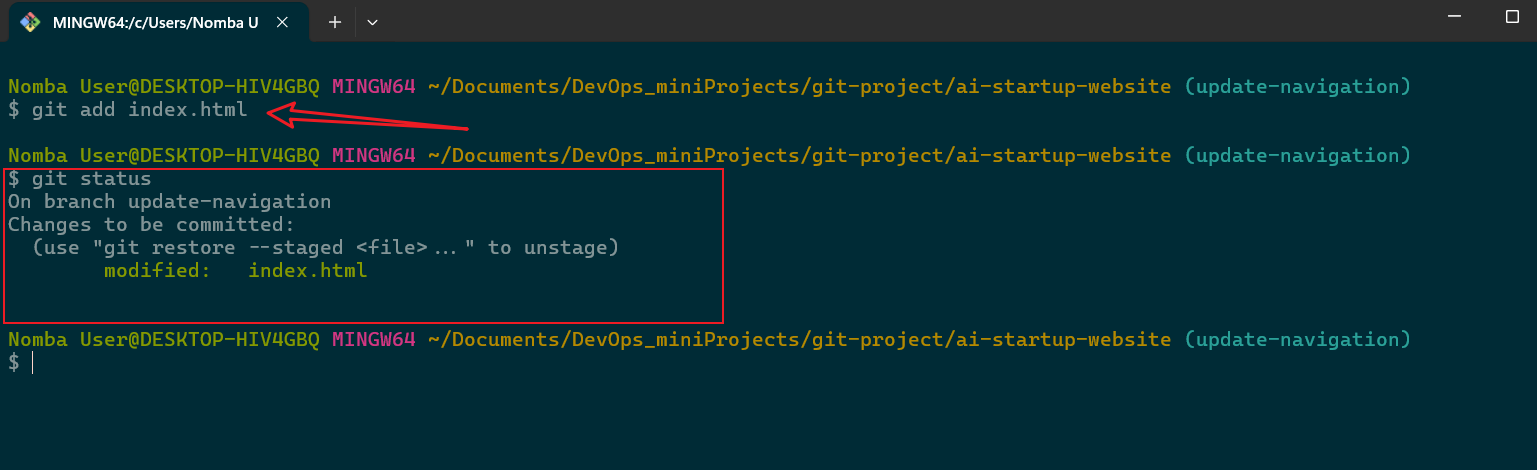 MINGW64:/c/Users/Nomba U
Nomba User@DESKTOP-HIV4GBQ MINGW64 ~/Documents/DevOps_miniProjects/git-project/ai-startup-website (update-navigation)
$ git add index.html
Nomba User@DESKTOP-HIV4GBQ MINGW64 ~/Documents/DevOps_miniProjects/git-project/ai-startup-website (update-navigation)
$ git status
On branch update-navigation
Changes to be committed:
  (use "git restore --staged <file>..." to unstage)
        modified:   index.html
Nomba User@DESKTOP-HIV4GBQ MINGW64 ~/Documents/DevOps_miniProjects/git-project/ai-startup-website (update-navigation)
$